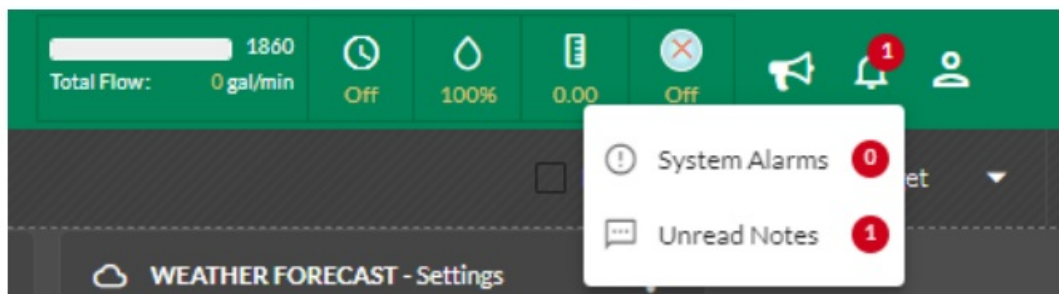 1860
Total Flow: 0 gal/min
Off
100%
0.00
Off
1
System Alarms 0
et
Unread Notes 1
WEATHER FORECAST - Settings